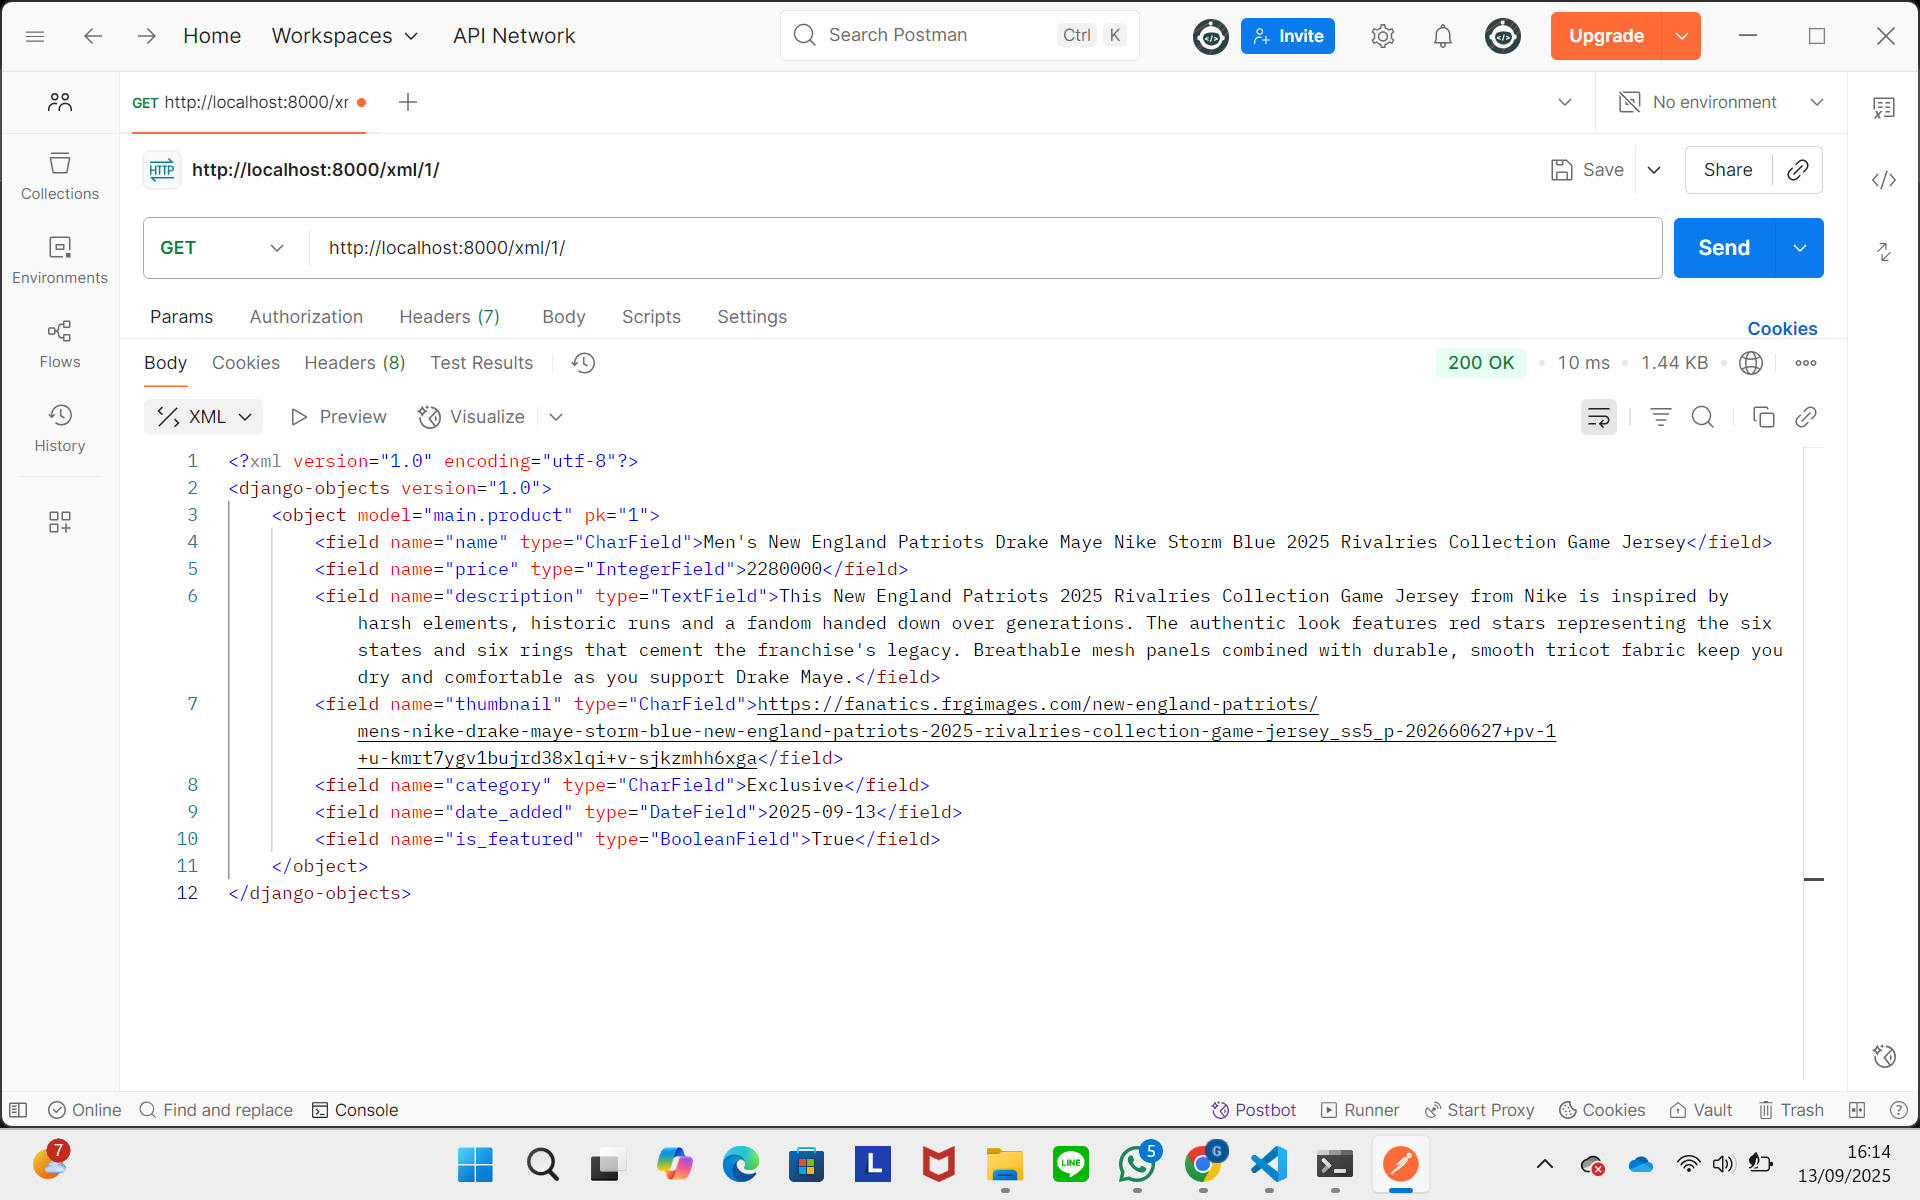 Home
Workspaces
API Network
Search Postman
Ctrl K
Invite
Upgrade
GET http://localhost:8000/xr
No environment
HTTP
http://localhost:8000/xml/1/
Save
Share
Collections
Environments
Flows
History
GET
http://localhost:8000/xml/1/
Send
Params
Authorization
Headers (7)
Body
Scripts
Settings
Cookies
Body
Cookies
Headers (8)
Test Results
200 OK
10 ms
1.44 KB
XML
Preview
Visualize
1 <?xml version="1.0" encoding="utf-8"?>
2 <django-objects version="1.0">
3 <object model="main.product" pk="1">
4 <field name="name" type="CharField">Men's New England Patriots Drake Maye Nike Storm Blue 2025 Rivalries Collection Game Jersey</field>
5 <field name="price" type="IntegerField">2280000</field>
6 <field name="description" type="TextField">This New England Patriots 2025 Rivalries Collection Game Jersey from Nike is inspired by
harsh elements, historic runs and a fandom handed down over generations. The authentic look features red stars representing the six
states and six rings that cement the franchise's legacy. Breathable mesh panels combined with durable, smooth tricot fabric keep you
dry and comfortable as you support Drake Maye.</field>
7 <field name="thumbnail" type="CharField">https://fanatics.frgimages.com/new-england-patriots/
mens-nike-drake-maye-storm-blue-new-england-patriots-2025-rivalries-collection-game-jersey_ss5_p-202660627+pv-1
+u-kmrt7ygv1bujrd38xlqi+v-sjkzmhh6xga</field>
8 <field name="category" type="CharField">Exclusive</field>
9 <field name="date_added" type="DateField">2025-09-13</field>
10 <field name="is_featured" type="BooleanField">True</field>
11 </object>
12 </django-objects>
Online
Find and replace
Console
Postbot
Runner
Start Proxy
Cookies
Vault
Trash
7
L
LINE
5
G
16:14
13/09/2025